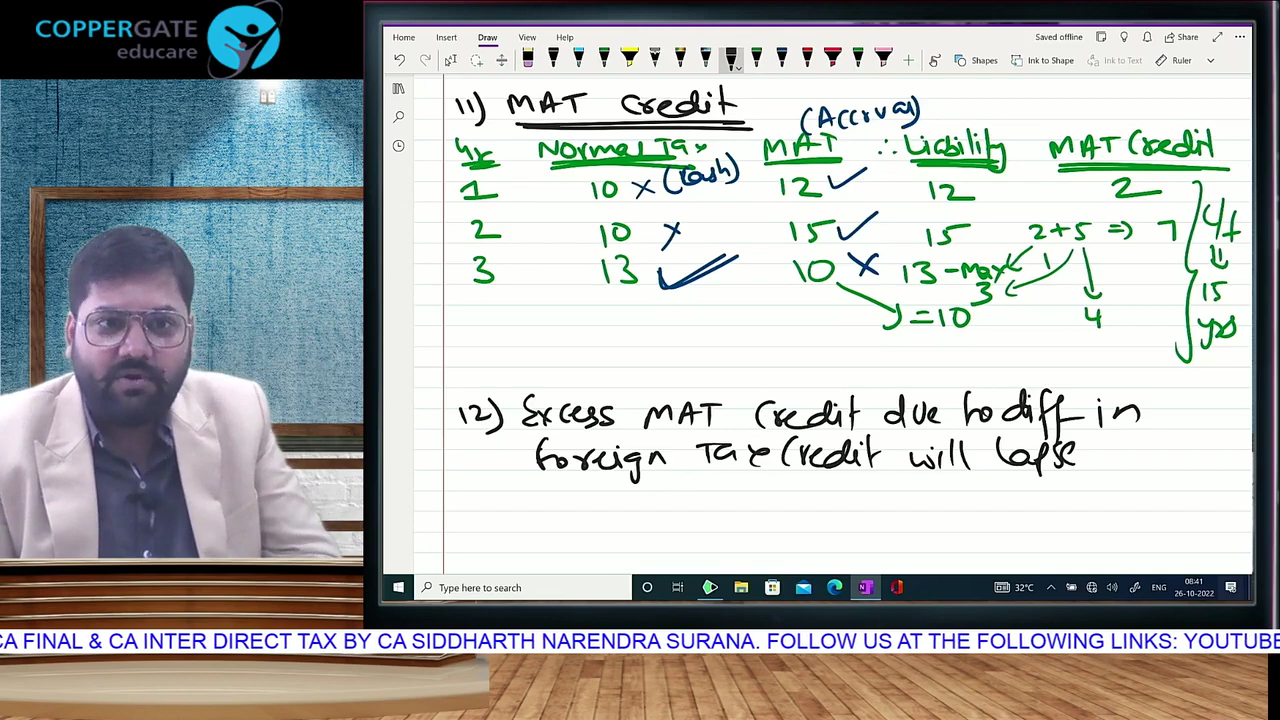 COPPERGATE
educare
Home Insert Draw View Help
Saved offline
Share
Shapes
Ink to Shape
Ink to Text
Ruler
11) MAT Credit
(Accrual)
Yr Normal Tax MAT ∴ Liability MAT Credit
1 10 x (Cash) 12 ✓ 12 2
2 10 x 15 ✓ 15 2+5 => 7
3 13 ✓ 10 x 13 - Max 1
3
= 10 4
c/f
15
yrs
12) Excess MAT Credit due to diff in
Foreign Tax Credit will lapse
Type here to search
32°C
ENG
08:41
26-10-2022
CA FINAL & CA INTER DIRECT TAX BY CA SIDDHARTH NARENDRA SURANA. FOLLOW US AT THE FOLLOWING LINKS: YOUTUBE